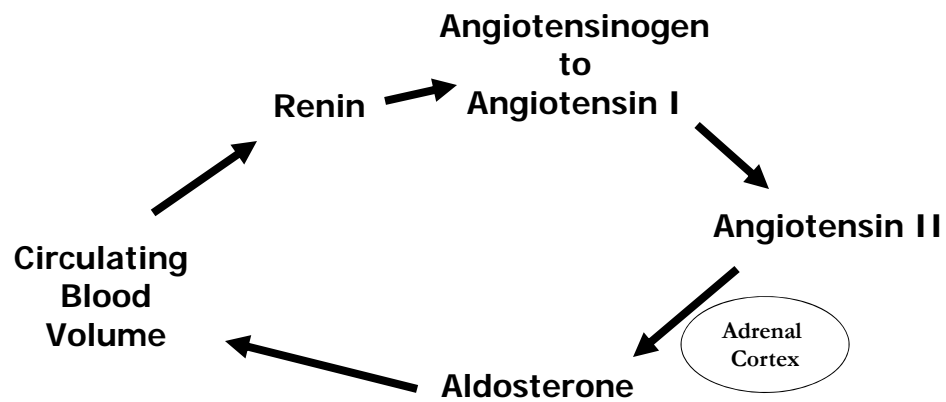 Angiotensinogen
to
Angiotensin I
Renin
Angiotensin II
Circulating
Blood
Volume
Adrenal
Cortex
Aldosterone